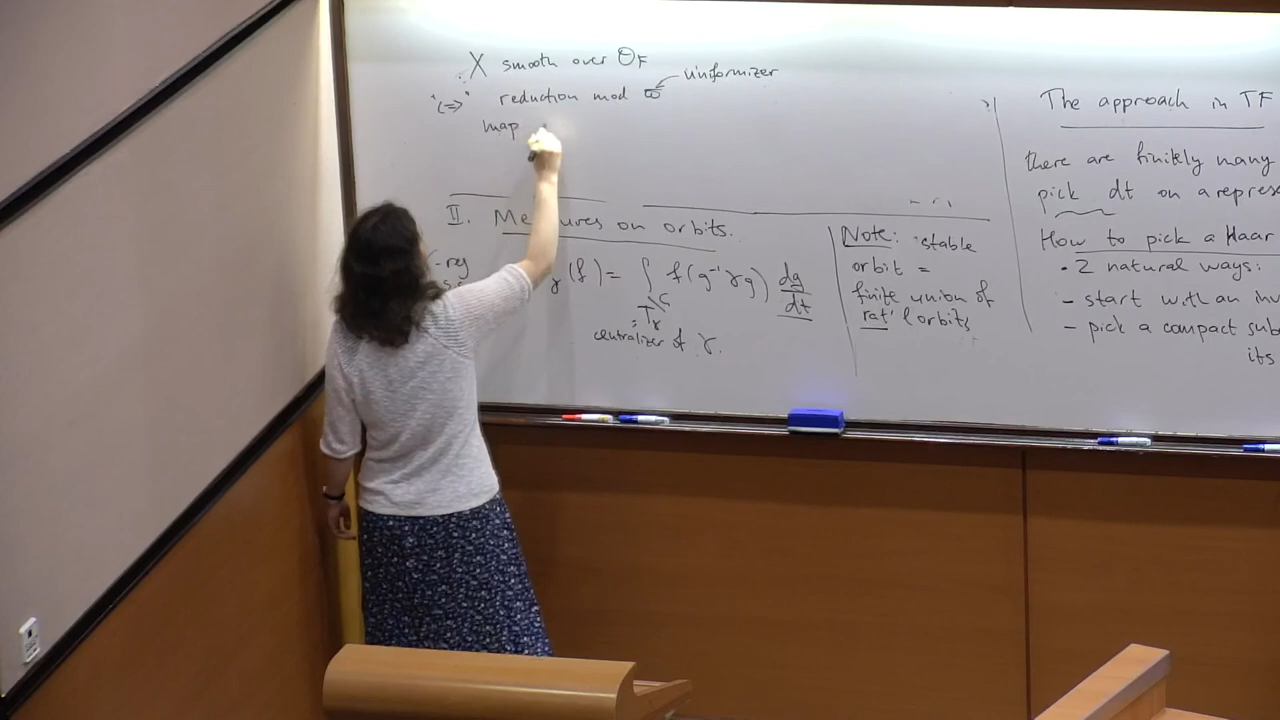 X smooth over O_F
"<=>" reduction mod ϖ ← uniformizer
map
II. Measures on orbits.
-reg
γ(f) = ∫ f(g⁻¹γg) dg/dt
T_γ\G
= centralizer of γ.
Note: stable
orbit =
finite union of
rat'l orbits
The approach in TF
there are finitely many
pick dt on a repres
How to pick a Haar
• 2 natural ways:
- start with an inv
- pick a compact sub
its